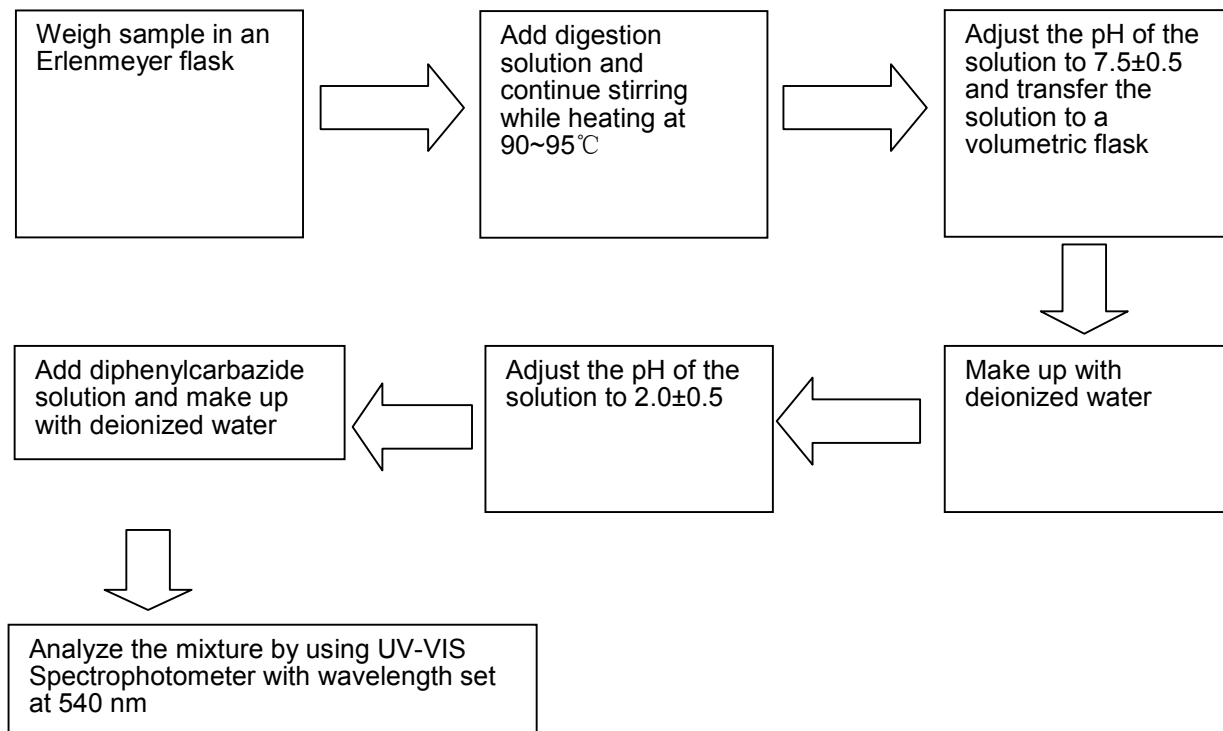 Weigh sample in an
Erlenmeyer flask
Add digestion
solution and
continue stirring
while heating at
90~95℃
Adjust the pH of the
solution to 7.5±0.5
and transfer the
solution to a
volumetric flask
Make up with
deionized water
Adjust the pH of the
solution to 2.0±0.5
Add diphenylcarbazide
solution and make up
with deionized water
Analyze the mixture by using UV-VIS
Spectrophotometer with wavelength set
at 540 nm